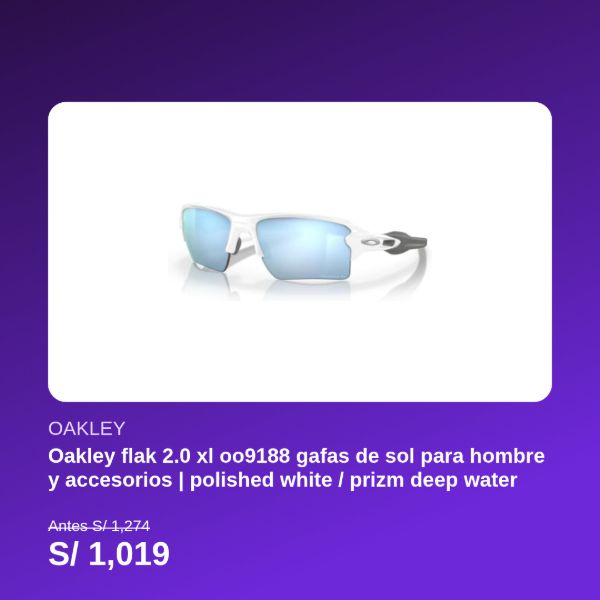 OAKLEY
Oakley flak 2.0 xl oo9188 gafas de sol para hombre
y accesorios | polished white / prizm deep water
Antes S/ 1,274
S/ 1,019